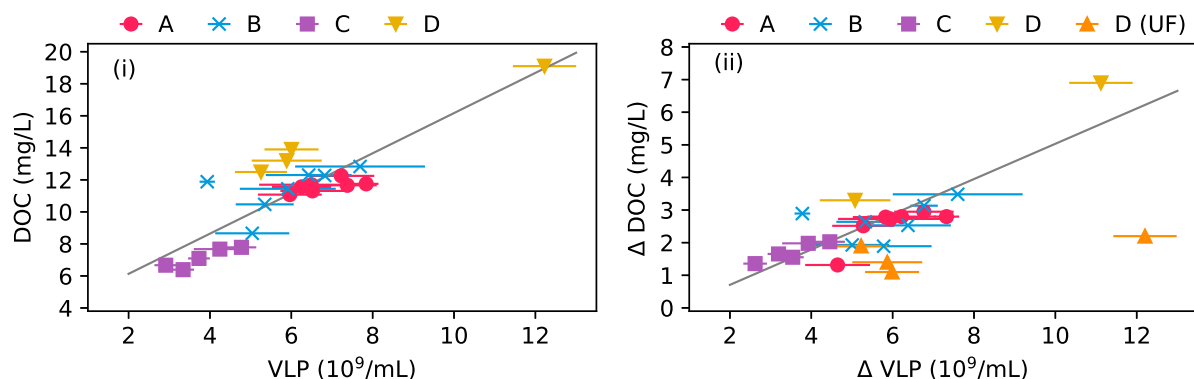 A B C D
(i)
20
18
16
14
12
10
8
6
4
DOC (mg/L)
2 4 6 8 10 12
VLP (10⁹/mL)
A B C D D (UF)
(ii)
8
7
6
5
4
3
2
1
0
Δ DOC (mg/L)
2 4 6 8 10 12
Δ VLP (10⁹/mL)